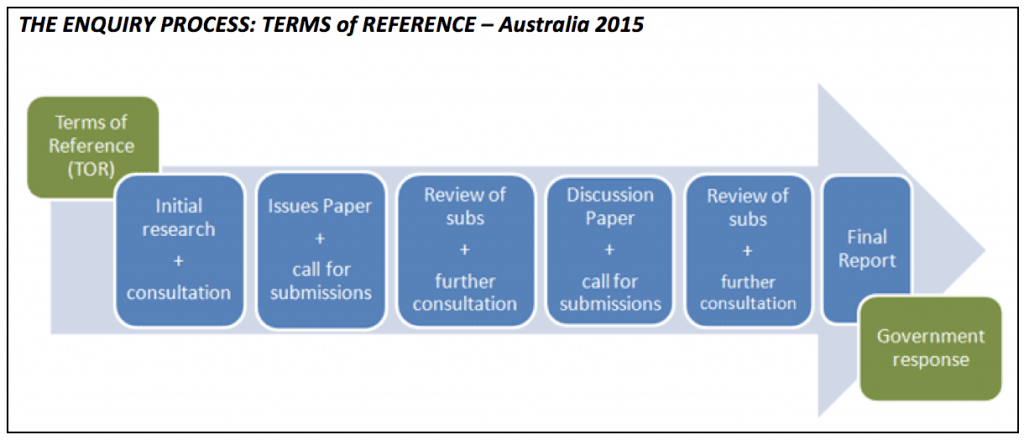 THE ENQUIRY PROCESS: TERMS of REFERENCE – Australia 2015
Terms of
Reference
(TOR)
Initial
research
+
consultation
Issues Paper
+
call for
submissions
Review of
subs
+
further
consultation
Discussion
Paper
+
call for
submissions
Review of
subs
+
further
consultation
Final
Report
Government
response